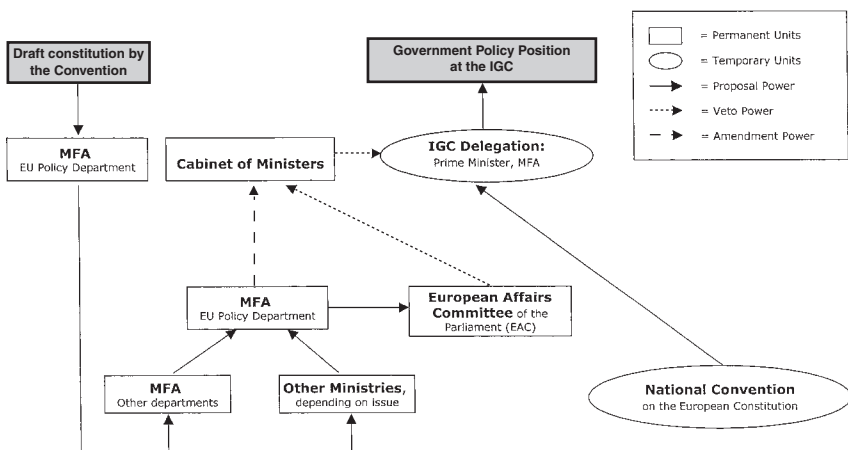 Draft constitution by
the Convention
Government Policy Position
at the IGC
= Permanent Units
= Temporary Units
= Proposal Power
= Veto Power
= Amendment Power
MFA
EU Policy Department
Cabinet of Ministers
IGC Delegation:
Prime Minister, MFA
MFA
EU Policy Department
European Affairs
Committee of the
Parliament (EAC)
MFA
Other departments
Other Ministries,
depending on issue
National Convention
on the European Constitution